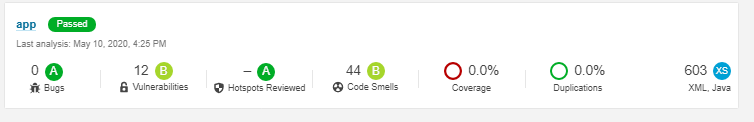 app Passed
Last analysis: May 10, 2020, 4:25 PM
0 A 12 B – A 44 B 0.0% 0.0% 603 XS
Bugs Vulnerabilities Hotspots Reviewed Code Smells Coverage Duplications XML, Java